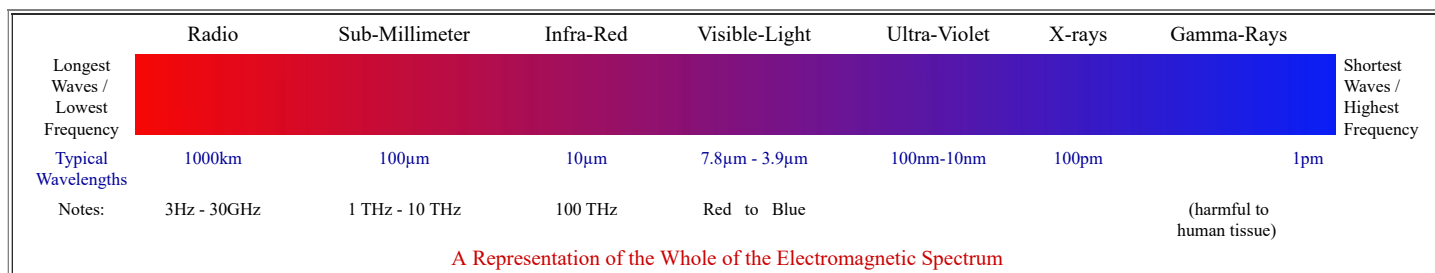 Radio Sub-Millimeter Infra-Red Visible-Light Ultra-Violet X-rays Gamma-Rays
Longest
Waves /
Lowest
Frequency
Shortest
Waves /
Highest
Frequency
Typical
Wavelengths
1000km 100µm 10µm 7.8µm - 3.9µm 100nm-10nm 100pm 1pm
Notes: 3Hz - 30GHz 1 THz - 10 THz 100 THz Red to Blue (harmful to
human tissue)
A Representation of the Whole of the Electromagnetic Spectrum